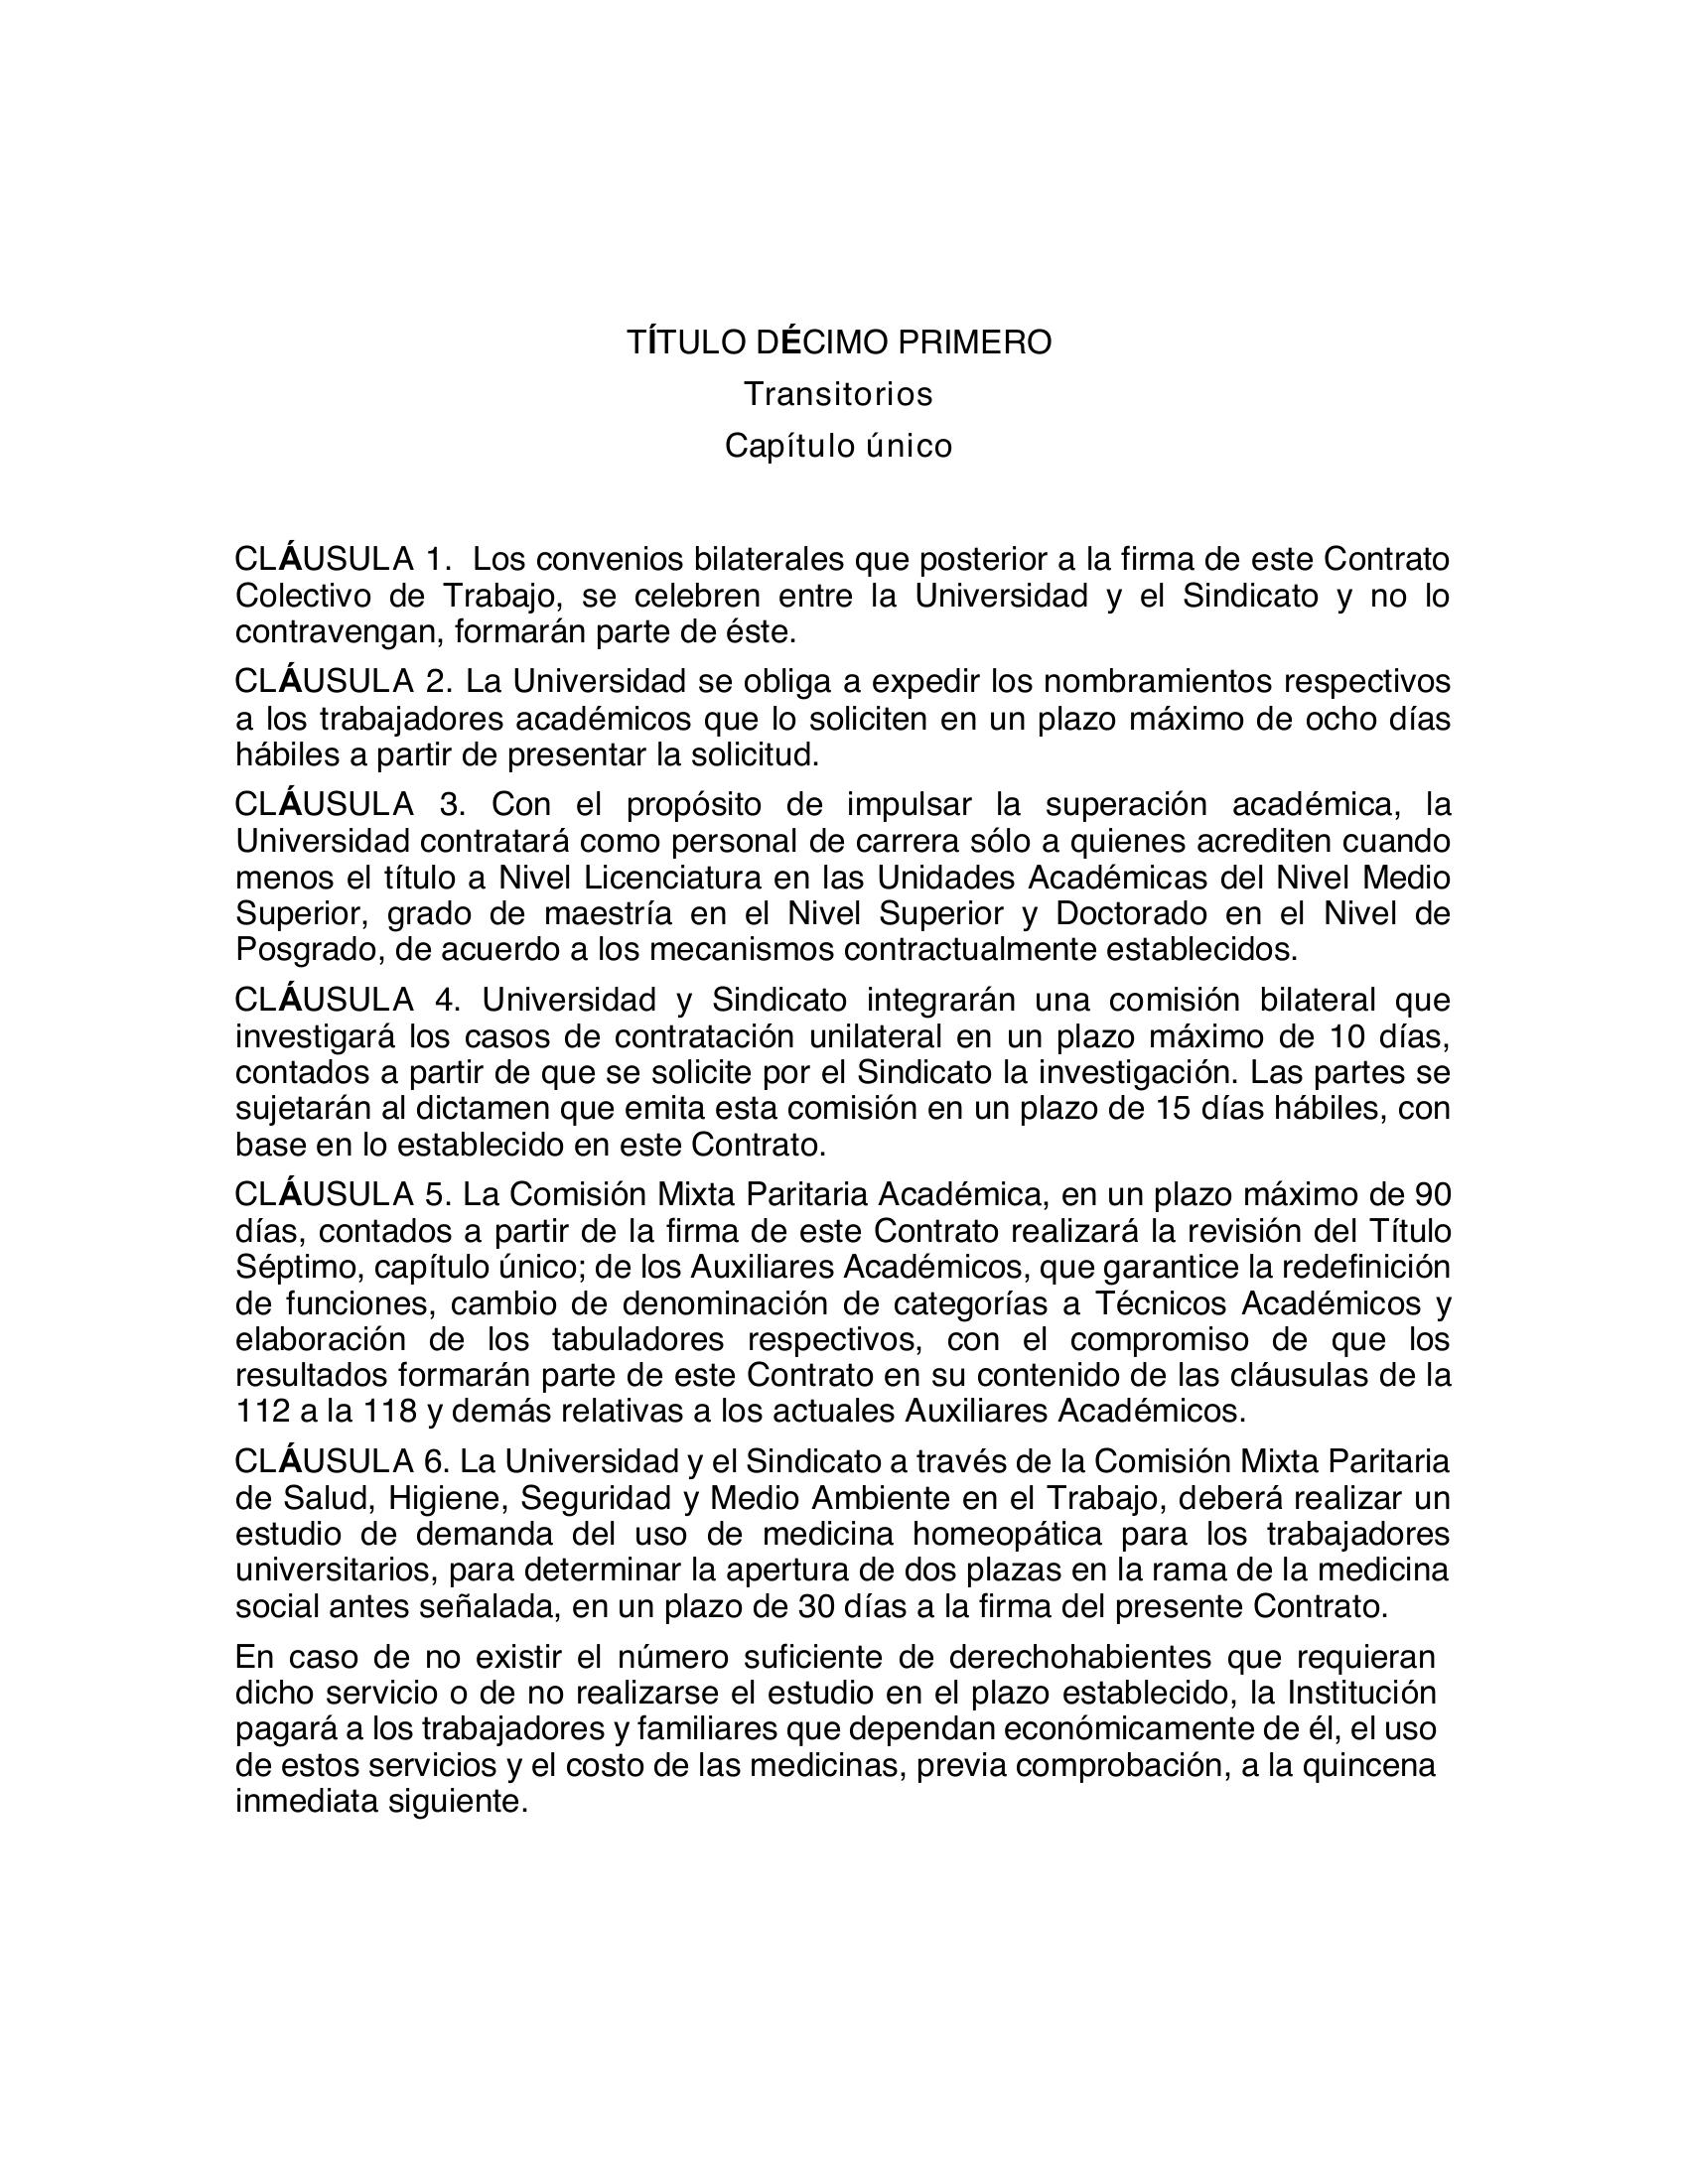 TÍTULO DÉCIMO PRIMERO
Transitorios
Capítulo único
CLÁUSULA 1. Los convenios bilaterales que posterior a la firma de este Contrato
Colectivo de Trabajo, se celebren entre la Universidad y el Sindicato y no lo
contravengan, formarán parte de éste.
CLÁUSULA 2. La Universidad se obliga a expedir los nombramientos respectivos
a los trabajadores académicos que lo soliciten en un plazo máximo de ocho días
hábiles a partir de presentar la solicitud.
CLÁUSULA 3. Con el propósito de impulsar la superación académica, la
Universidad contratará como personal de carrera sólo a quienes acrediten cuando
menos el título a Nivel Licenciatura en las Unidades Académicas del Nivel Medio
Superior, grado de maestría en el Nivel Superior y Doctorado en el Nivel de
Posgrado, de acuerdo a los mecanismos contractualmente establecidos.
CLÁUSULA 4. Universidad y Sindicato integrarán una comisión bilateral que
investigará los casos de contratación unilateral en un plazo máximo de 10 días,
contados a partir de que se solicite por el Sindicato la investigación. Las partes se
sujetarán al dictamen que emita esta comisión en un plazo de 15 días hábiles, con
base en lo establecido en este Contrato.
CLÁUSULA 5. La Comisión Mixta Paritaria Académica, en un plazo máximo de 90
días, contados a partir de la firma de este Contrato realizará la revisión del Título
Séptimo, capítulo único; de los Auxiliares Académicos, que garantice la redefinición
de funciones, cambio de denominación de categorías a Técnicos Académicos y
elaboración de los tabuladores respectivos, con el compromiso de que los
resultados formarán parte de este Contrato en su contenido de las cláusulas de la
112 a la 118 y demás relativas a los actuales Auxiliares Académicos.
CLÁUSULA 6. La Universidad y el Sindicato a través de la Comisión Mixta Paritaria
de Salud, Higiene, Seguridad y Medio Ambiente en el Trabajo, deberá realizar un
estudio de demanda del uso de medicina homeopática para los trabajadores
universitarios, para determinar la apertura de dos plazas en la rama de la medicina
social antes señalada, en un plazo de 30 días a la firma del presente Contrato.
En caso de no existir el número suficiente de derechohabientes que requieran
dicho servicio o de no realizarse el estudio en el plazo establecido, la Institución
pagará a los trabajadores y familiares que dependan económicamente de él, el uso
de estos servicios y el costo de las medicinas, previa comprobación, a la quincena
inmediata siguiente.